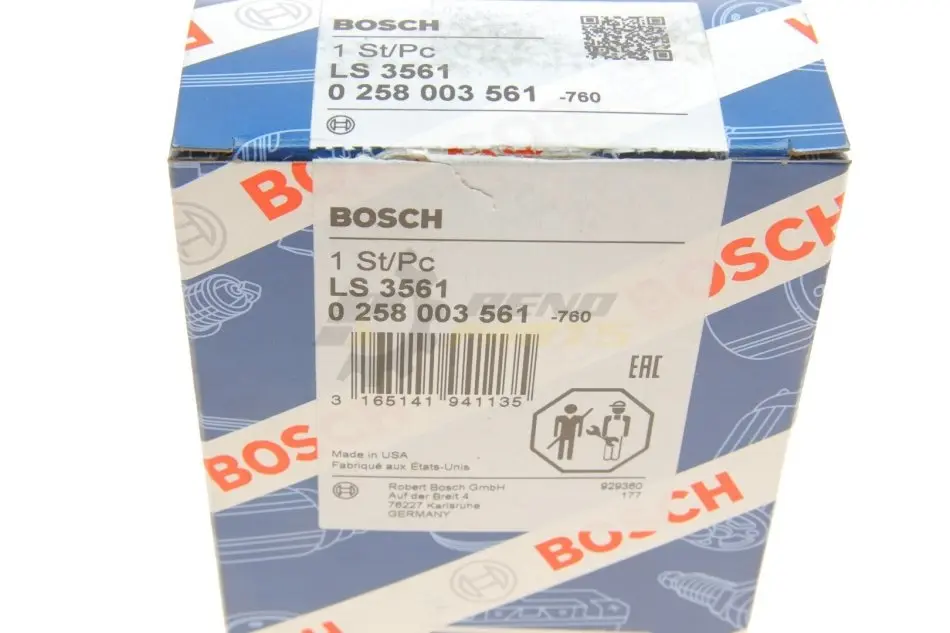 BOSCH
1 St/Pc
LS 3561
0 258 003 561 -760
BOSCH
BOSCH
1 St/Pc
LS 3561
0 258 003 561 -760
3 165141 941135
EAC
Made in USA
Fabriqué aux États-Unis
Robert Bosch GmbH
Auf der Breit 4
76227 Karlsruhe
GERMANY
929360
177
BOSCH
BOSCH